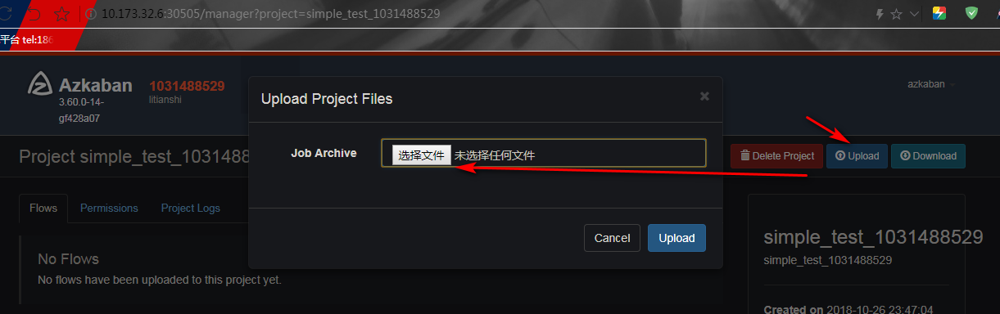 10.173.32.6:30505/manager?project=simple_test_1031488529
平台 tel:186
Azkaban
1031488529
litianshi
3.60.0-14-
gf428a07
azkaban
Upload Project Files
×
Job Archive
选择文件 未选择任何文件
Project simple_test_1031488
Delete Project
Upload
Download
Flows
Permissions
Project Logs
Cancel
Upload
No Flows
No flows have been uploaded to this project yet.
simple_test_1031488529
simple_test_1031488529
Created on 2018-10-26 23:47:04